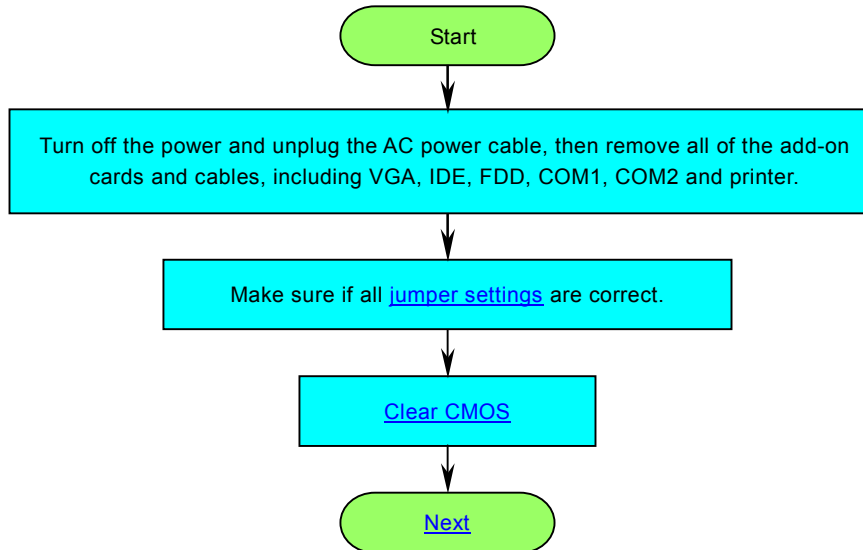 Start
Turn off the power and unplug the AC power cable, then remove all of the add-on
cards and cables, including VGA, IDE, FDD, COM1, COM2 and printer.
Make sure if all jumper settings are correct.
Clear CMOS
Next